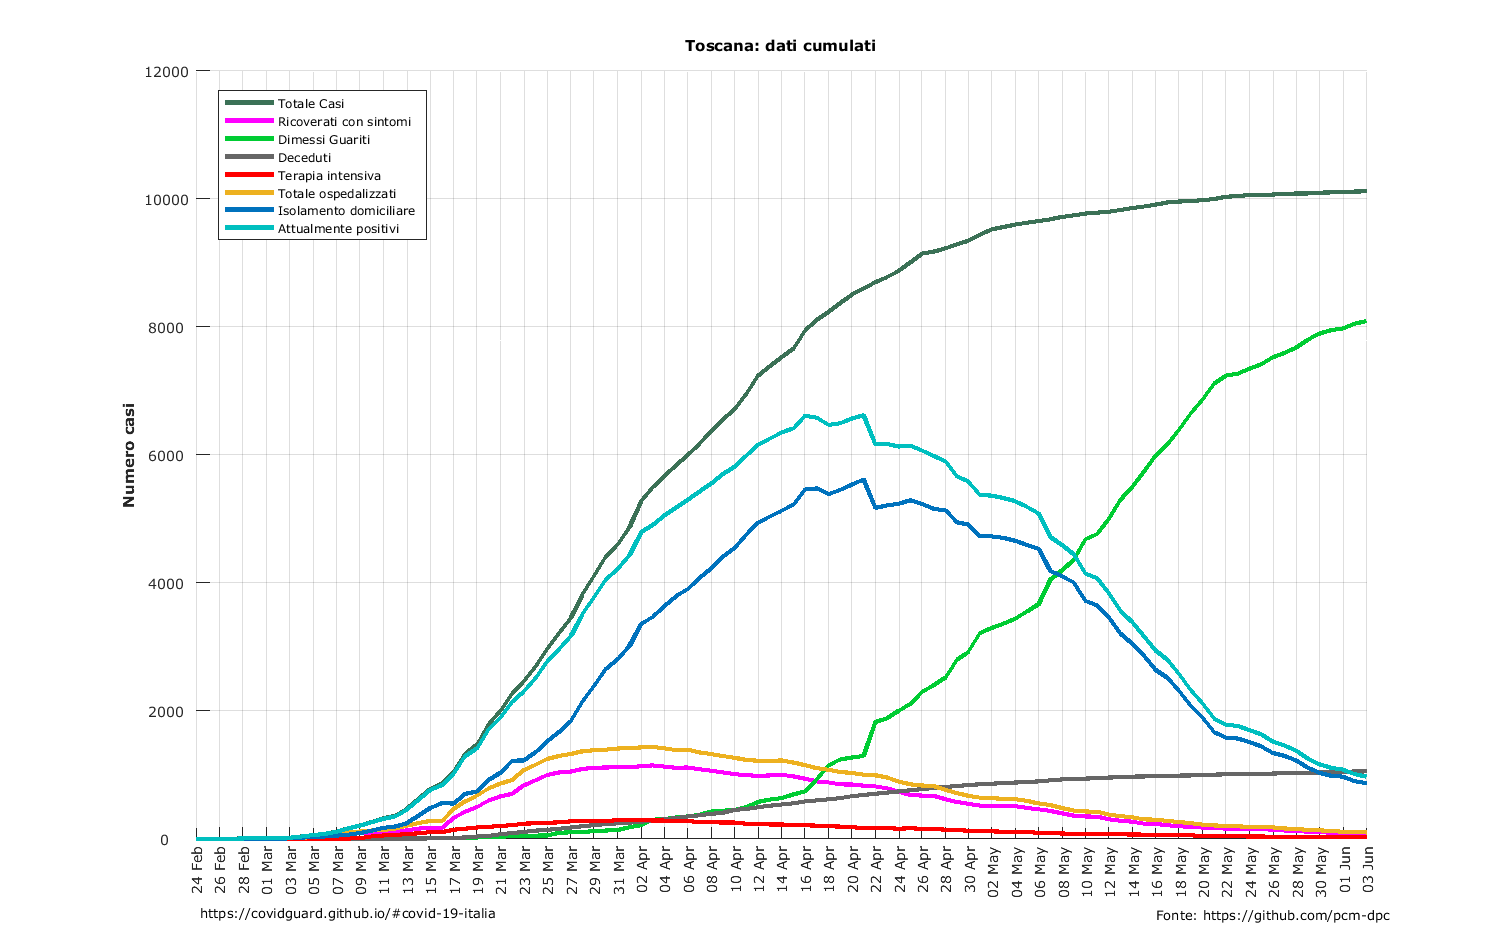 Toscana: dati cumulati
12000
10000
8000
6000
4000
2000
0
Numero casi
Totale Casi
Ricoverati con sintomi
Dimessi Guariti
Deceduti
Terapia intensiva
Totale ospedalizzati
Isolamento domiciliare
Attualmente positivi
24 Feb
26 Feb
28 Feb
01 Mar
03 Mar
05 Mar
07 Mar
09 Mar
11 Mar
13 Mar
15 Mar
17 Mar
19 Mar
21 Mar
23 Mar
25 Mar
27 Mar
29 Mar
31 Mar
02 Apr
04 Apr
06 Apr
08 Apr
10 Apr
12 Apr
14 Apr
16 Apr
18 Apr
20 Apr
22 Apr
24 Apr
26 Apr
28 Apr
30 Apr
02 May
04 May
06 May
08 May
10 May
12 May
14 May
16 May
18 May
20 May
22 May
24 May
26 May
28 May
30 May
01 Jun
03 Jun
https://covidguard.github.io/#covid-19-italia
Fonte: https://github.com/pcm-dpc